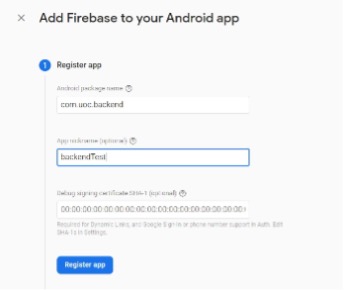 × Add Firebase to your Android app
1 Register app
Android package name
com.uoc.backend
App nickname (optional)
backendTest
Debug signing certificate SHA-1 (optional)
00:00:00:00:00:00:00:00:00:00:00:00:00:00:00:00:00:00:00:
Required for Dynamic Links, and Google Sign-In or phone number support in Auth. Edit
SHA-1s in Settings.
Register app